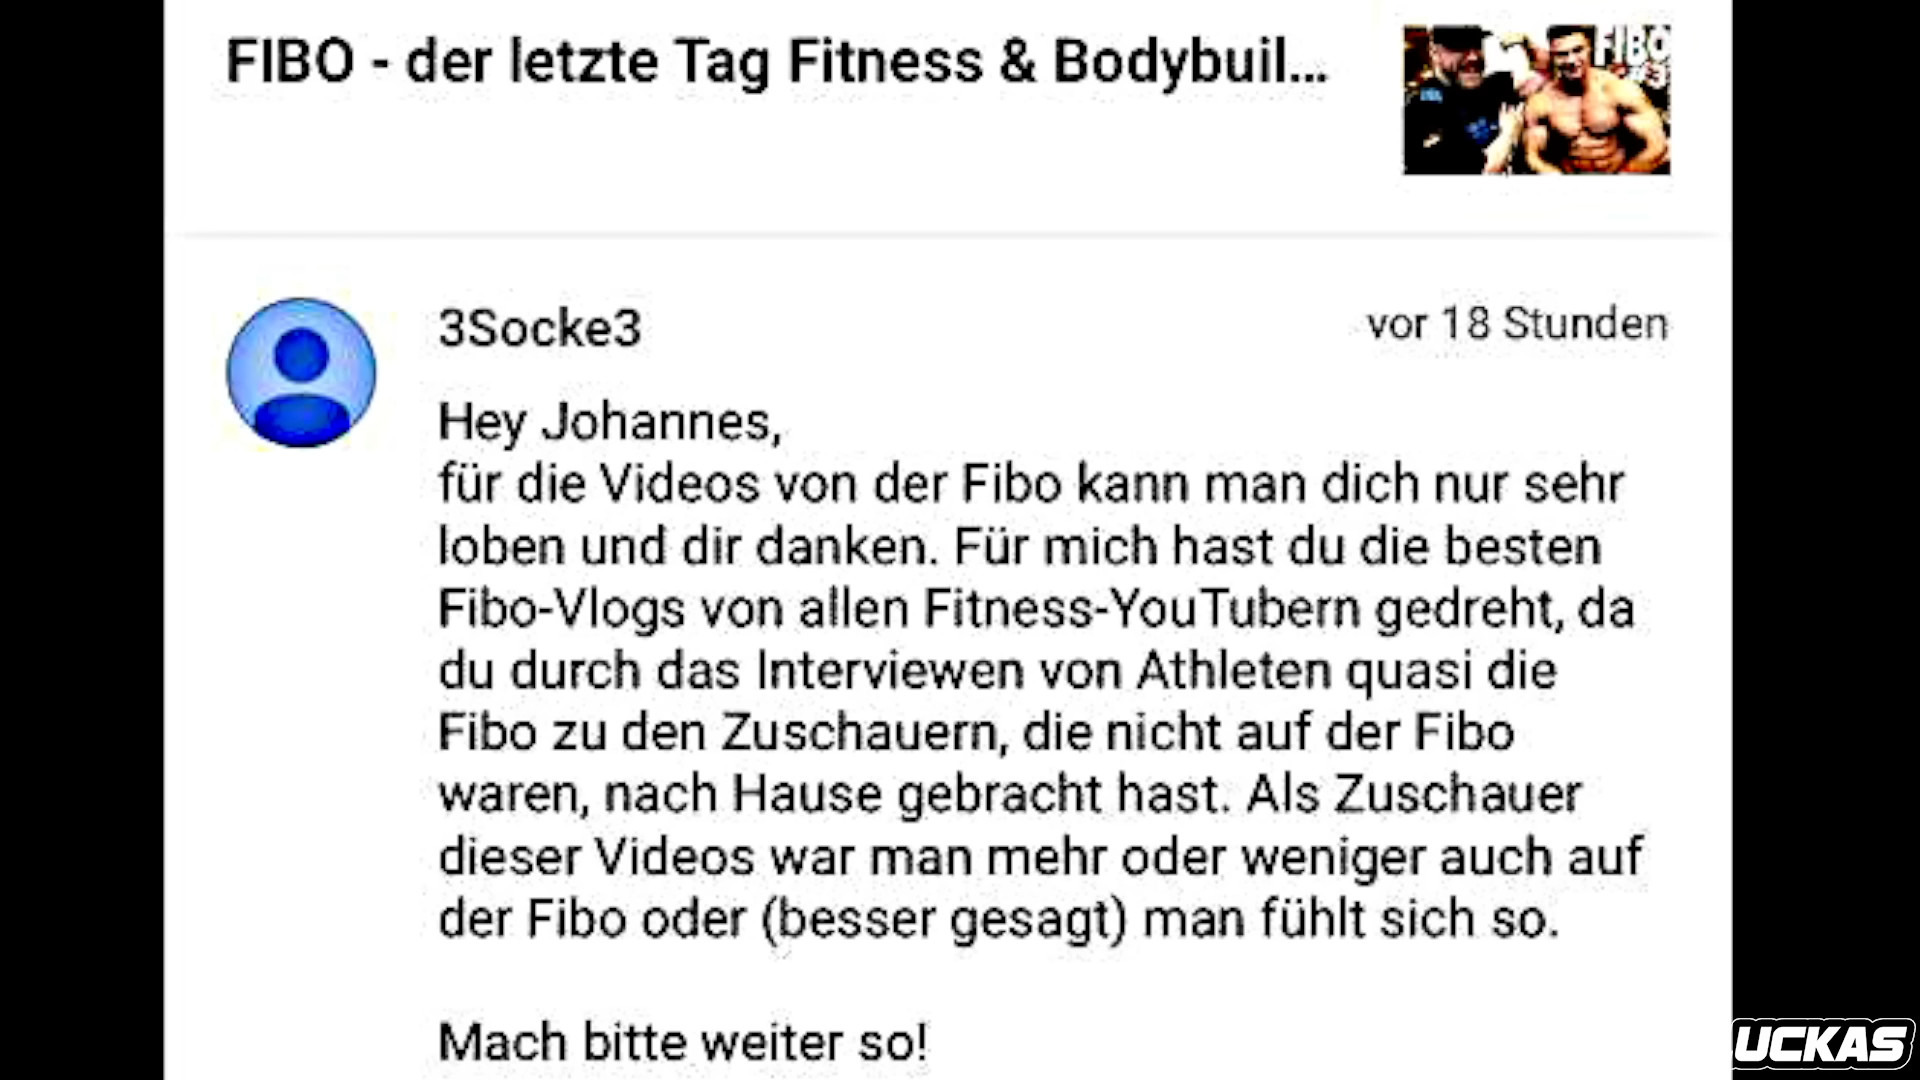 FIBO - der letzte Tag Fitness & Bodybuil...
FIBO
#3
3Socke3
vor 18 Stunden
Hey Johannes,
für die Videos von der Fibo kann man dich nur sehr
loben und dir danken. Für mich hast du die besten
Fibo-Vlogs von allen Fitness-YouTubern gedreht, da
du durch das Interviewen von Athleten quasi die
Fibo zu den Zuschauern, die nicht auf der Fibo
waren, nach Hause gebracht hast. Als Zuschauer
dieser Videos war man mehr oder weniger auch auf
der Fibo oder (besser gesagt) man fühlt sich so.
Mach bitte weiter so!
UCKAS